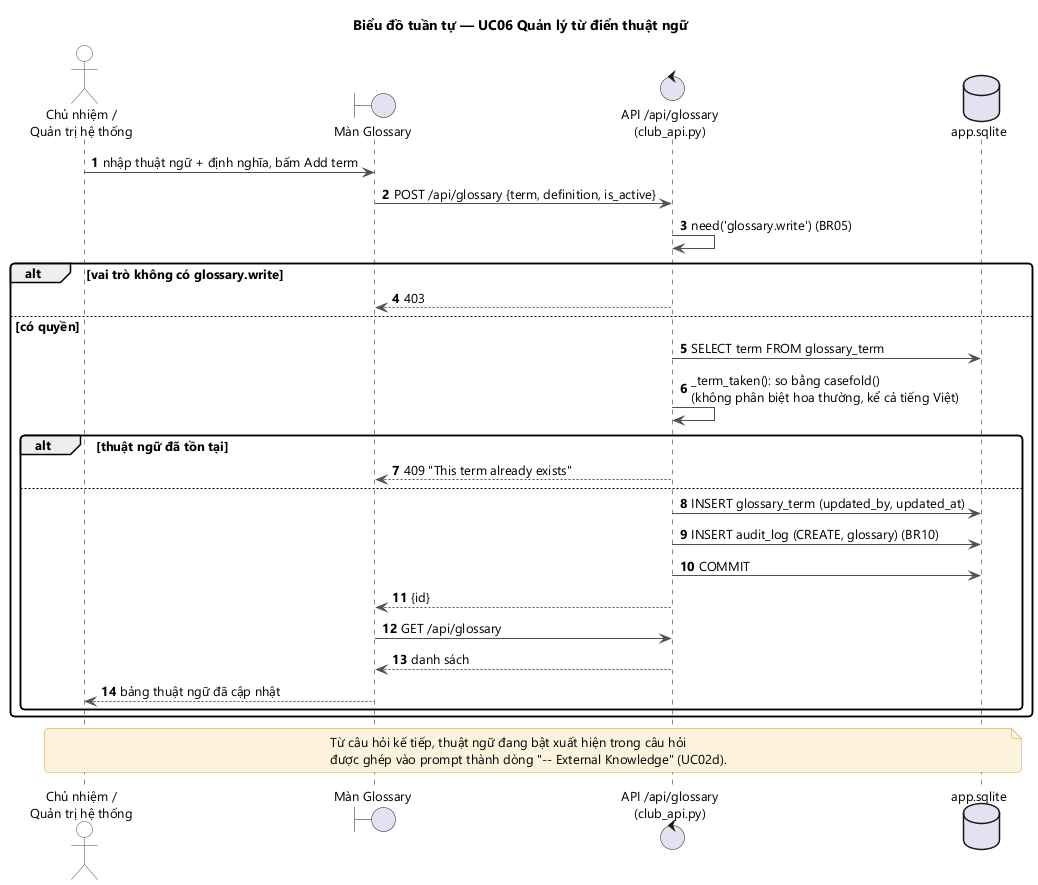 Biểu đồ tuần tự — UC06 Quản lý từ điển thuật ngữ
Chủ nhiệm /
Quản trị hệ thống
Màn Glossary
API /api/glossary
(club_api.py)
app.sqlite
1 nhập thuật ngữ + định nghĩa, bấm Add term
2 POST /api/glossary {term, definition, is_active}
3 need('glossary.write') (BR05)
alt [vai trò không có glossary.write]
4 403
[có quyền]
5 SELECT term FROM glossary_term
6 _term_taken(): so bằng casefold()
(không phân biệt hoa thường, kể cả tiếng Việt)
alt [thuật ngữ đã tồn tại]
7 409 "This term already exists"
8 INSERT glossary_term (updated_by, updated_at)
9 INSERT audit_log (CREATE, glossary) (BR10)
10 COMMIT
11 {id}
12 GET /api/glossary
13 danh sách
14 bảng thuật ngữ đã cập nhật
Từ câu hỏi kế tiếp, thuật ngữ đang bật xuất hiện trong câu hỏi
được ghép vào prompt thành dòng "-- External Knowledge" (UC02d).
Chủ nhiệm /
Quản trị hệ thống
Màn Glossary
API /api/glossary
(club_api.py)
app.sqlite